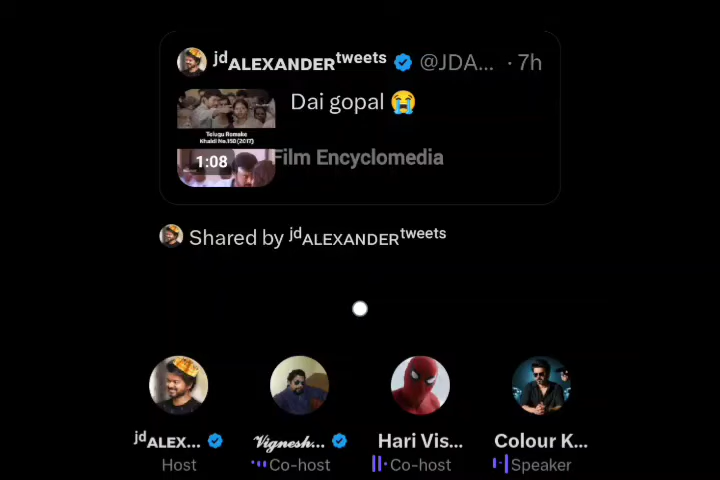 jdALEXANDERtweets @JDA... · 7h
Dai gopal 😭
Telugu Remake
Khaidi No.150 (2017)
1:08
Film Encyclomedia
Shared by jdALEXANDERtweets
jdALEX... Vignesh... Hari Vis... Colour K...
Host Co-host Co-host Speaker